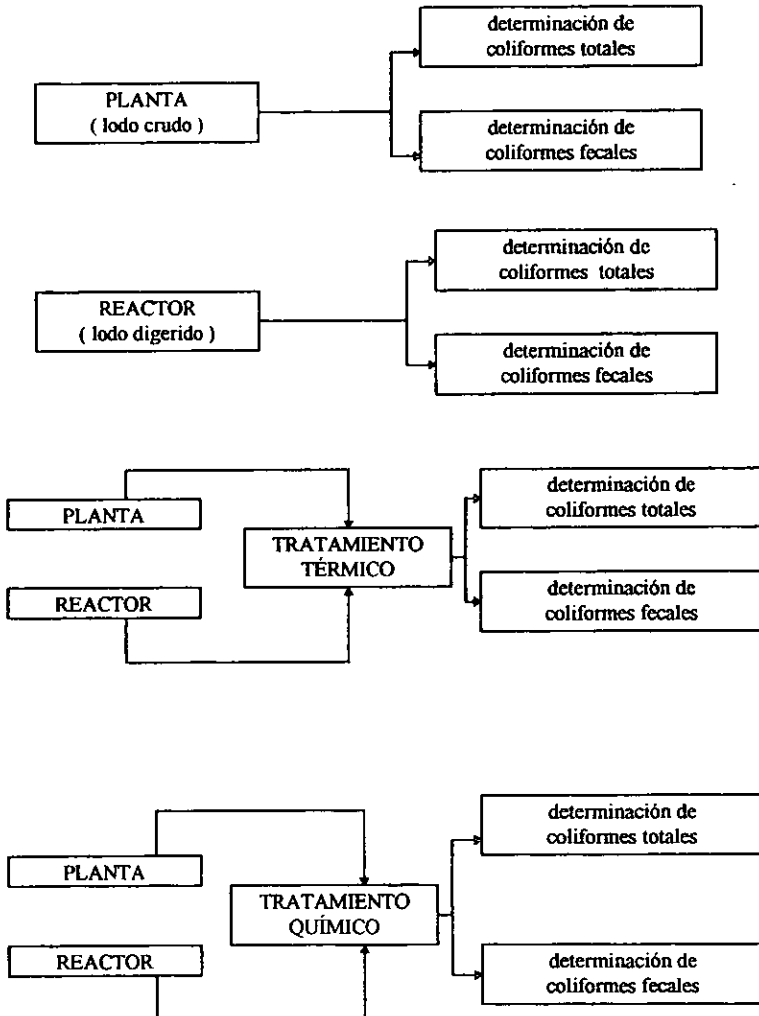 determinación de
coliformes totales
PLANTA
( lodo crudo )
determinación de
coliformes fecales
determinación de
coliformes totales
REACTOR
( lodo digerido )
determinación de
coliformes fecales
determinación de
coliformes totales
PLANTA
TRATAMIENTO
TÉRMICO
REACTOR
determinación de
coliformes fecales
determinación de
coliformes totales
PLANTA
TRATAMIENTO
QUÍMICO
REACTOR
determinación de
coliformes fecales